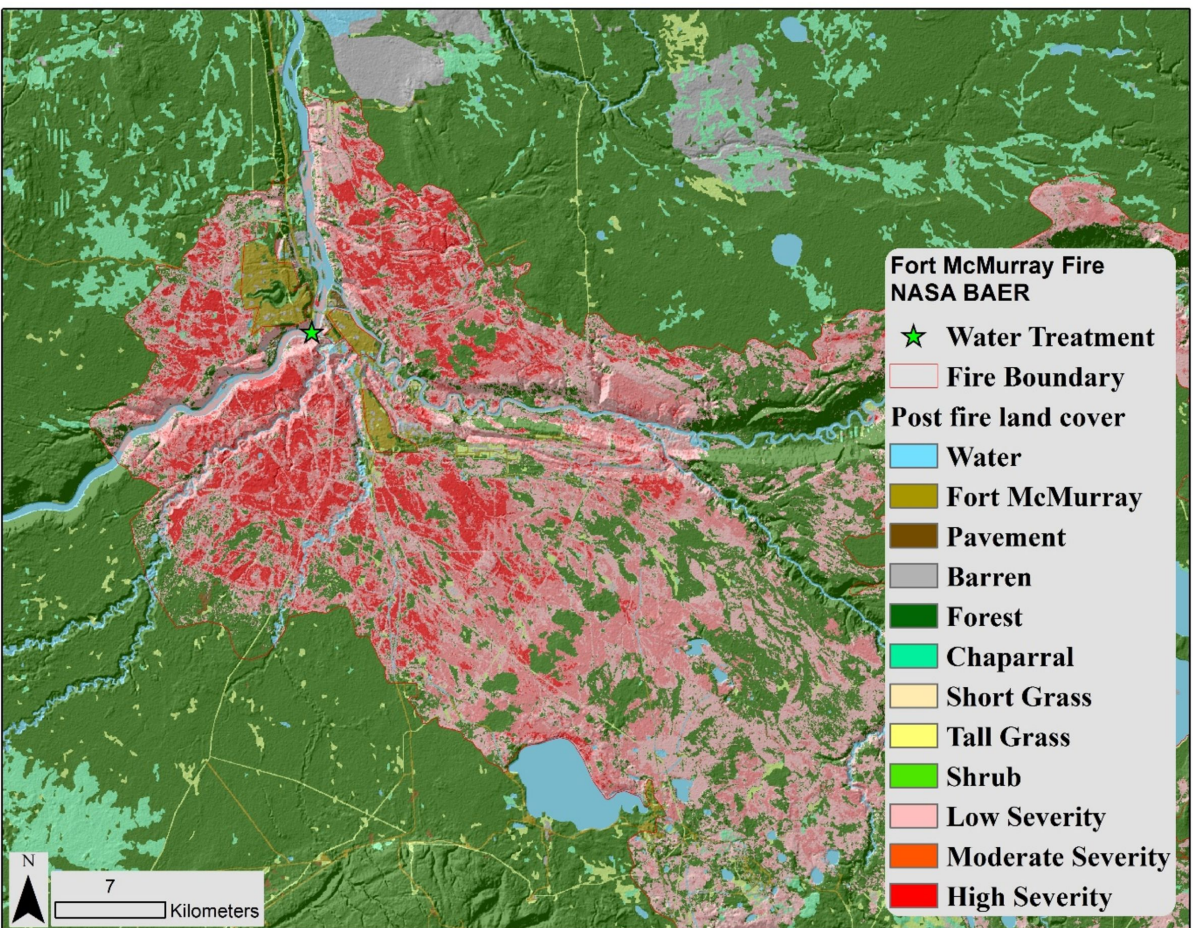 Fort McMurray Fire
NASA BAER
Water Treatment
Fire Boundary
Post fire land cover
Water
Fort McMurray
Pavement
Barren
Forest
Chaparral
Short Grass
Tall Grass
Shrub
Low Severity
Moderate Severity
High Severity
N
7
Kilometers